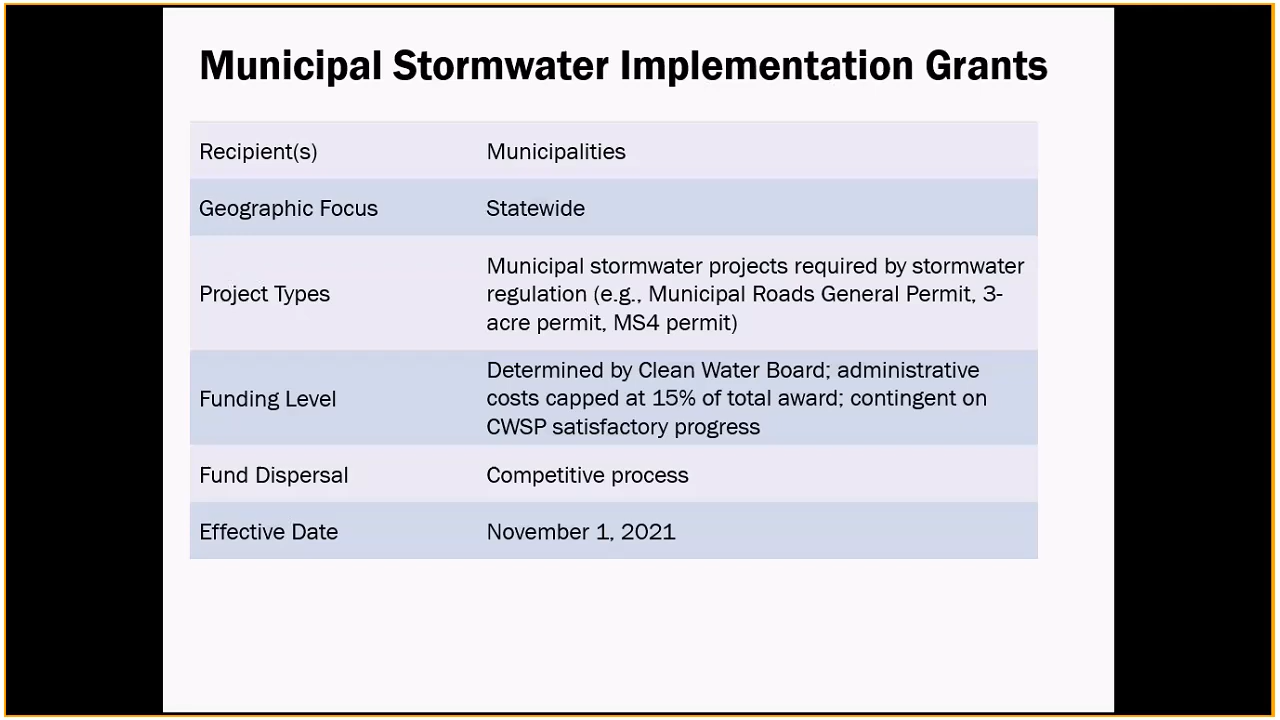 Municipal Stormwater Implementation Grants
Recipient(s)
Municipalities
Geographic Focus
Statewide
Project Types
Municipal stormwater projects required by stormwater
regulation (e.g., Municipal Roads General Permit, 3-
acre permit, MS4 permit)
Funding Level
Determined by Clean Water Board; administrative
costs capped at 15% of total award; contingent on
CWSP satisfactory progress
Fund Dispersal
Competitive process
Effective Date
November 1, 2021